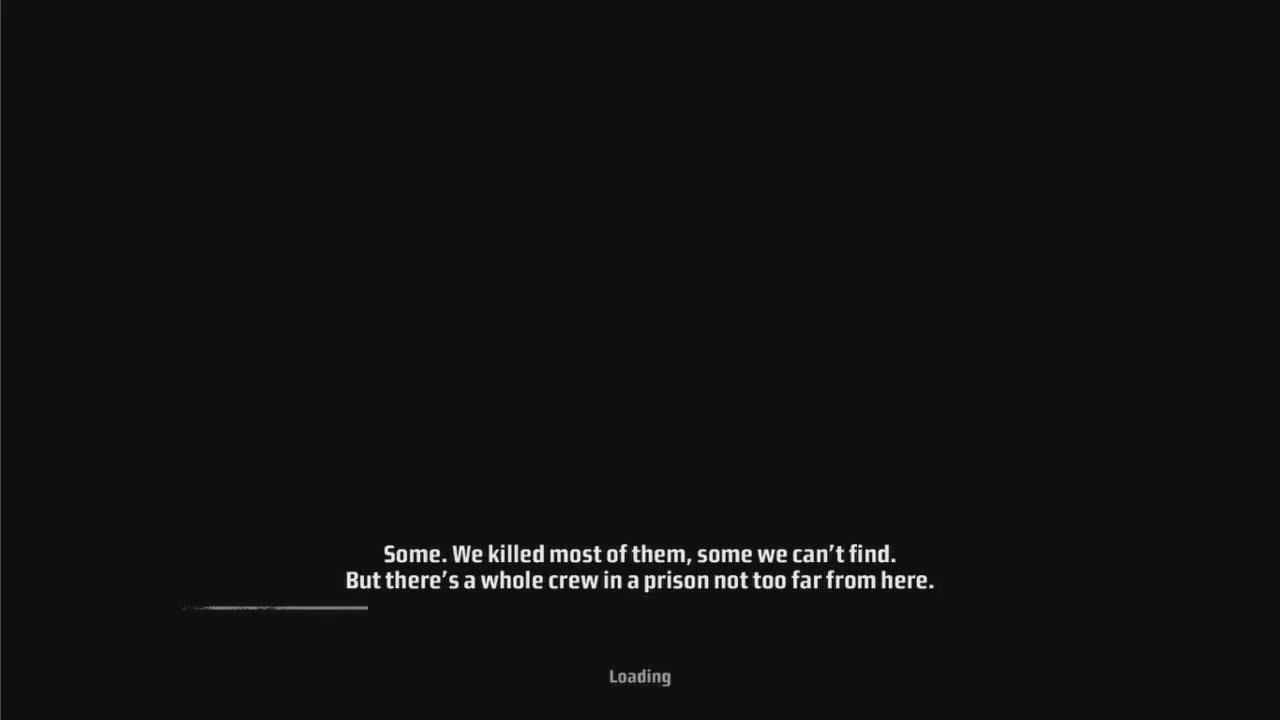 Some. We killed most of them, some we can’t find.
But there’s a whole crew in a prison not too far from here.
Loading